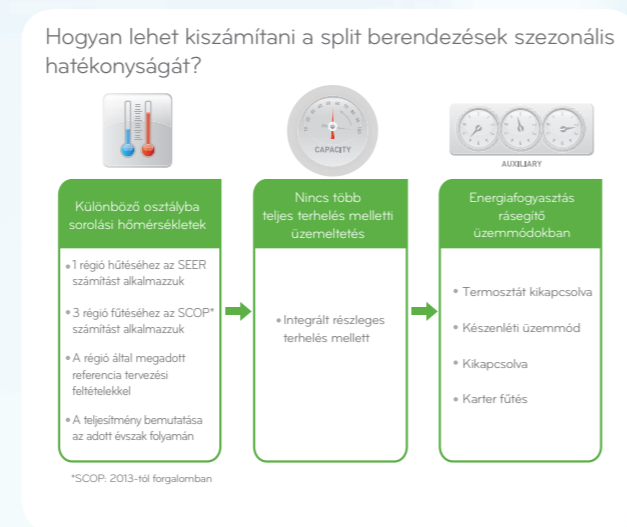 Hogyan lehet kiszámítani a split berendezések szezonális
hatékonyságát?
CAPACITY
AUXILIARY
Különböző osztályba
sorolási hőmérsékletek
• 1 régió hűtéséhez az SEER
számítást alkalmazzuk
• 3 régió fűtéséhez az SCOP*
számítást alkalmazzuk
• A régió által megadott
referencia tervezési
feltételekkel
• A teljesítmény bemutatása
az adott évszak folyamán
Nincs több
teljes terhelés melletti
üzemeltetés
• Integrált részleges
terhelés mellett
Energiafogyasztás
rásegítő
üzemmódokban
• Termosztát kikapcsolva
• Készenléti üzemmód
• Kikapcsolva
• Karter fűtés
*SCOP: 2013-tól forgalomban